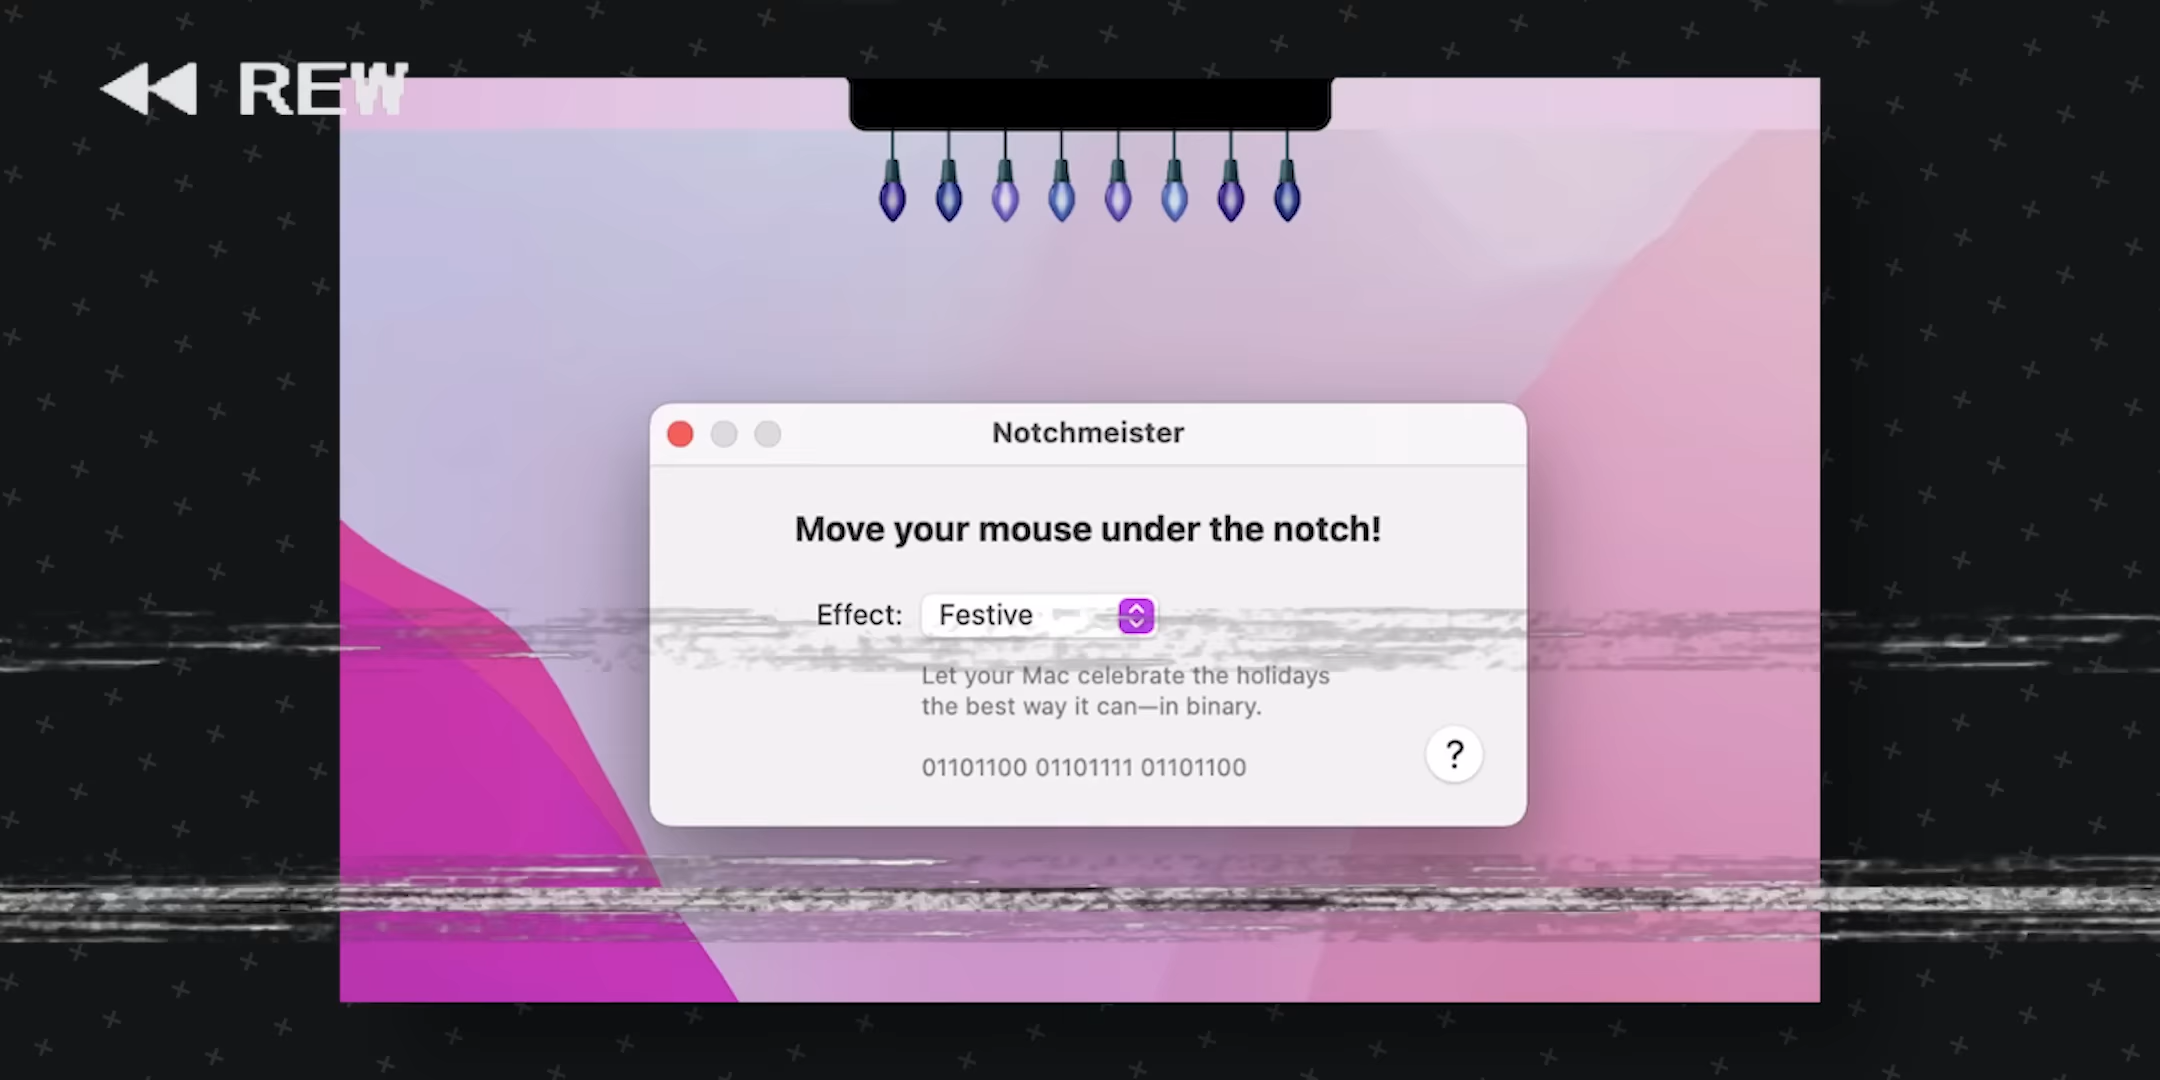 REW
Notchmeister
Move your mouse under the notch!
Effect: Festive
Let your Mac celebrate the holidays
the best way it can—in binary.
01101100 01101111 01101100
?